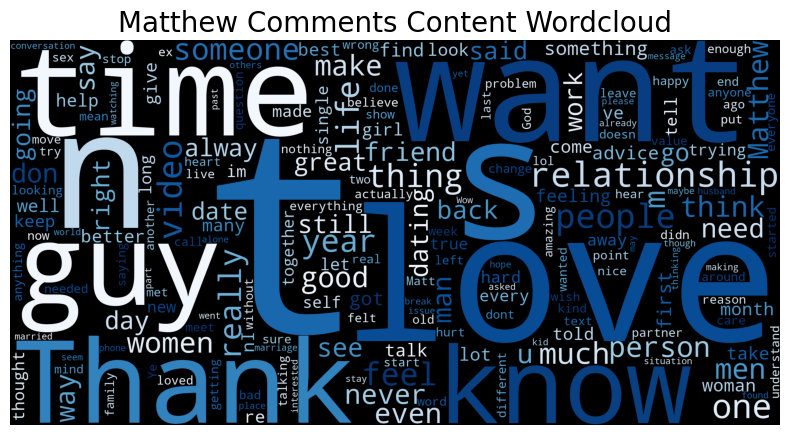 Matthew Comments Content Wordcloud
conversation
sex
stop
say
ex
someone
others
best
wrong
find
look
said
something
ask
enough
message
time
want
give
make
question
yet
work
happy
end
anyone
Matthew
everyone
help
mean
watching
past
made
single
life
believe
done
show
girl
last
problem
God
leave
please
already
doesn
ve
tell
ago
put
going
move
try
n
right
long
video
alway
heart
live
im
nothing
great
friend
thing
s
lol
change
come
advice
go
value
trying
maybe
husband
don
looking
well
keep
another
date
everything
two
actually
b
Wow
relationship
m
feeling
hear
now
world
better
many
still
together
year
let
real
dating
back
people
think
amazing
wanted
away
didn
though
started
anything
saying
call
alone
t
love
true
week
left
need
may
guy
needed
part
met
new
without
went
felt
good
self
got
man
Matt
hope
hard
every
asked
point
nice
wish
kind
first
thinking
making
around
reason
month
care
day
meet
really
ni
sure
issue
break
old
hurt
dont
text
told
partner
women
married
thought
Thank
phone
Ye
marriage
see
talk
start
lot
u
kid
much
person
take
understand
seem
mind
way
loved
getting
talking
interested
feel
know
different
situation
men
woman
found
family
bad
place
re
stay
never
even
word
one